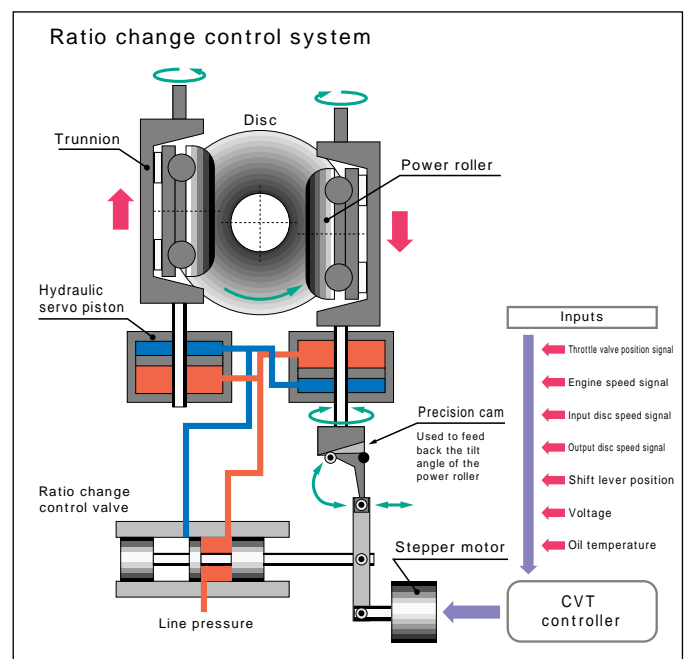 Ratio change control system
Disc
Trunnion
Power roller
Hydraulic
servo piston
Inputs
Throttle valve position signal
Engine speed signal
Input disc speed signal
Output disc speed signal
Shift lever position
Voltage
Oil temperature
Precision cam
Used to feed
back the tilt
angle of the
power roller
Ratio change
control valve
Stepper motor
CVT
controller
Line pressure